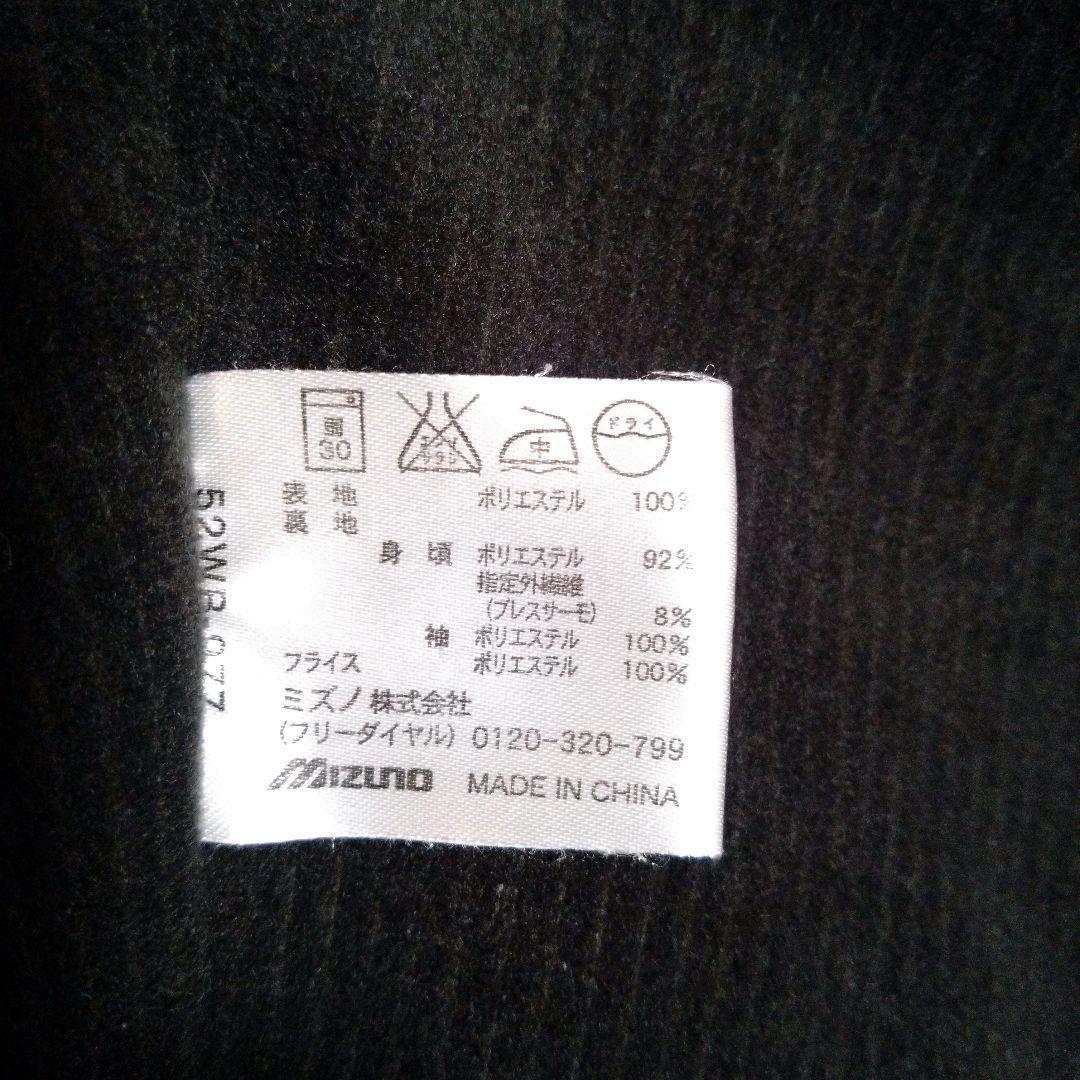 30
中
ドライ
表 地 ポリエステル 100%
裏 地
身 頃 ポリエステル 92%
指定外繊維
(ブレスサーモ) 8%
袖 ポリエステル 100%
フライス ポリエステル 100%
ミズノ株式会社
(フリーダイヤル) 0120-320-799
MIZUNO MADE IN CHINA